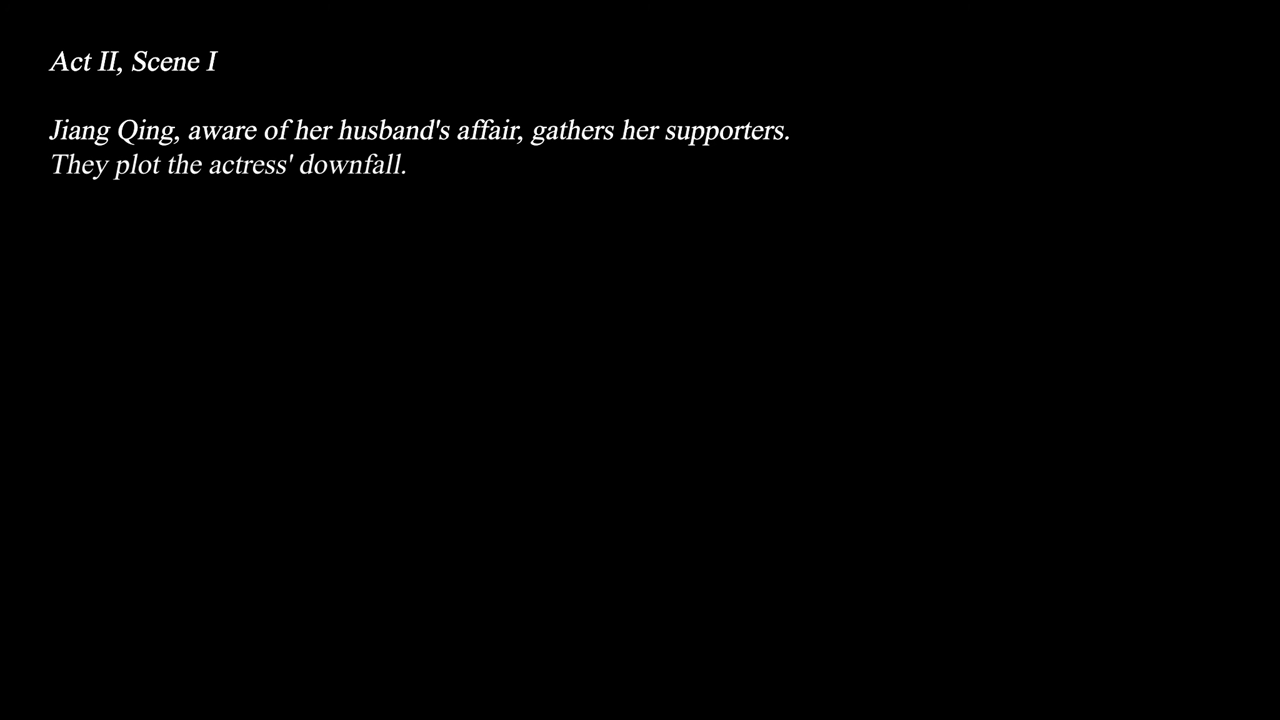 Act II, Scene I
Jiang Qing, aware of her husband's affair, gathers her supporters.
They plot the actress' downfall.